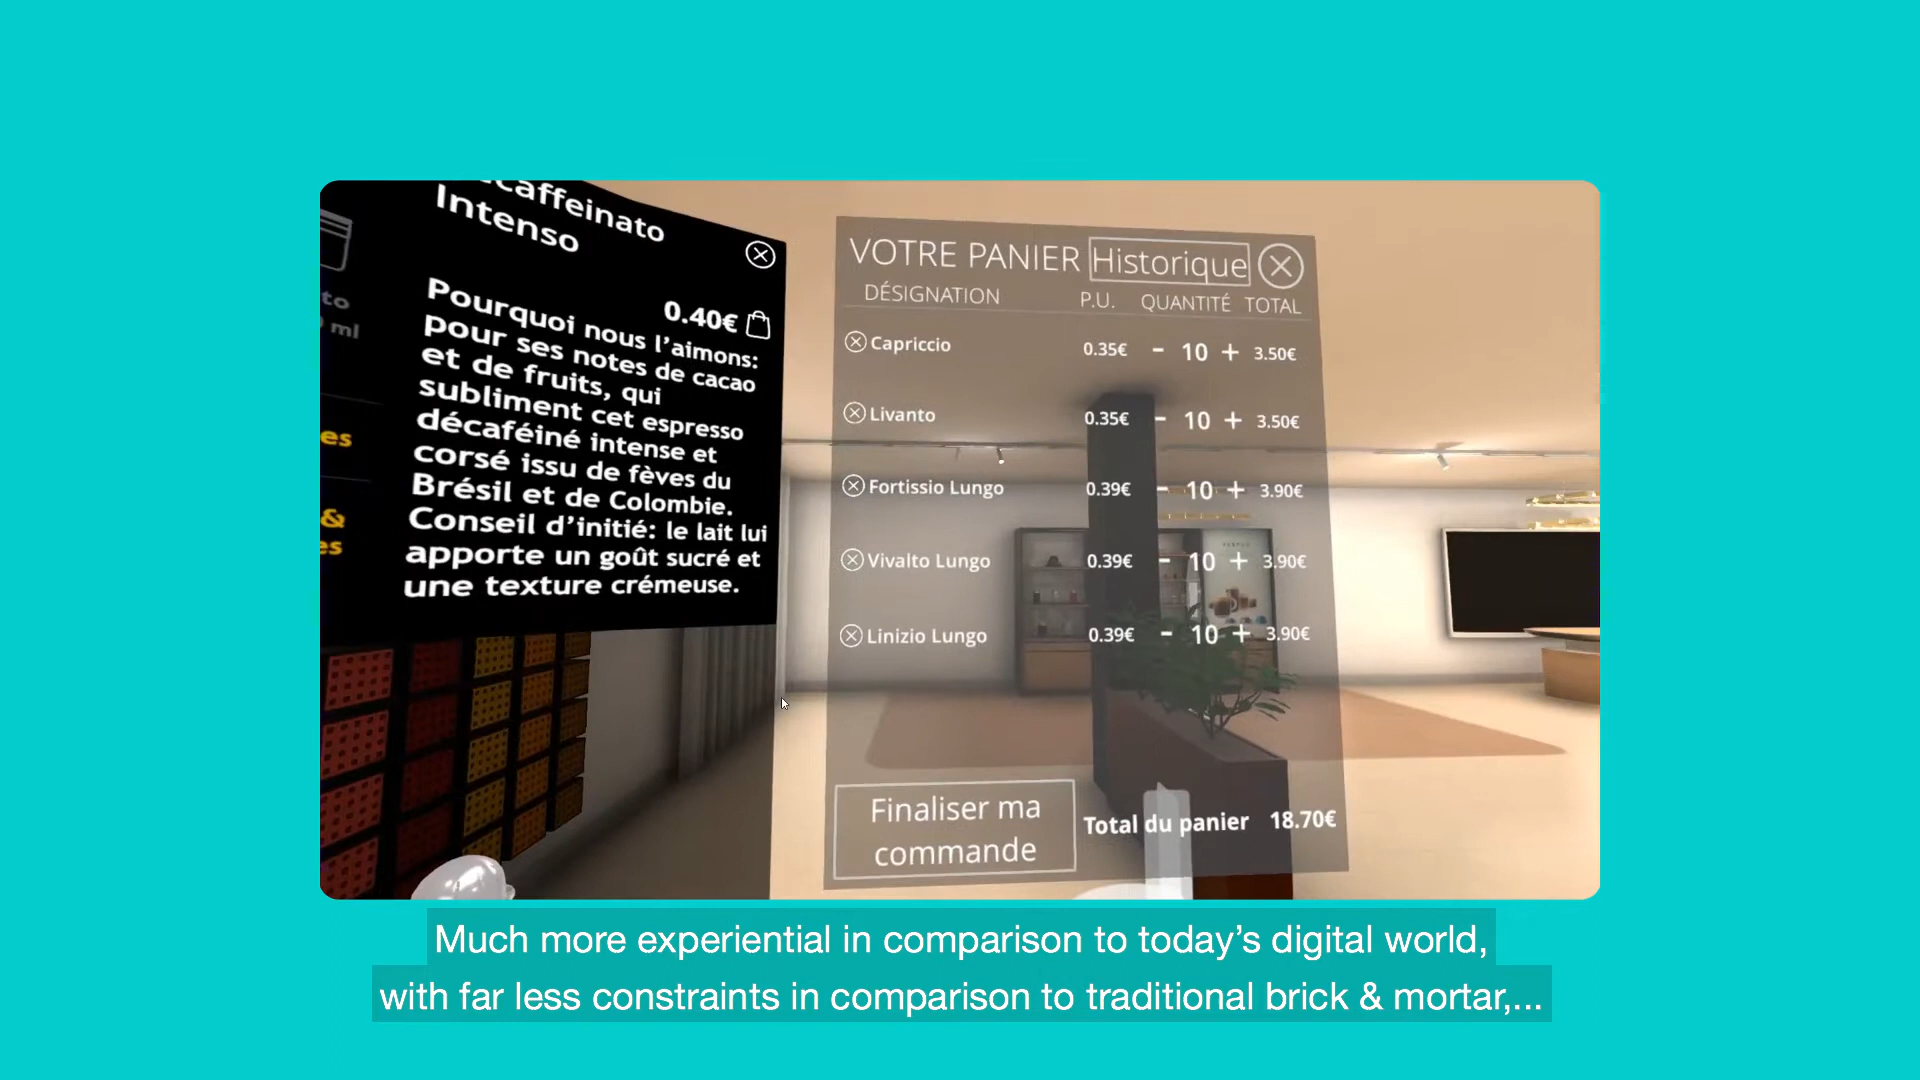 Intenso
0.40€
Pourquoi nous l'aimons:
pour ses notes de cacao
et de fruits, qui
subliment cet espresso
décaféiné intense et
corsé issu de fèves du
Brésil et de Colombie.
Conseil d'initié: le lait lui
apporte un goût sucré et
une texture crémeuse.
ml
&
VOTRE PANIER Historique
DÉSIGNATION P.U. QUANTITÉ TOTAL
Capriccio 0.35€ - 10 + 3.50€
Livanto 0.35€ - 10 + 3.50€
Fortissio Lungo 0.39€ - 10 + 3.90€
Vivalto Lungo 0.39€ - 10 + 3.90€
Linizio Lungo 0.39€ - 10 + 3.90€
Finaliser ma
commande
Total du panier 18.70€
Much more experiential in comparison to today's digital world,
with far less constraints in comparison to traditional brick & mortar,...